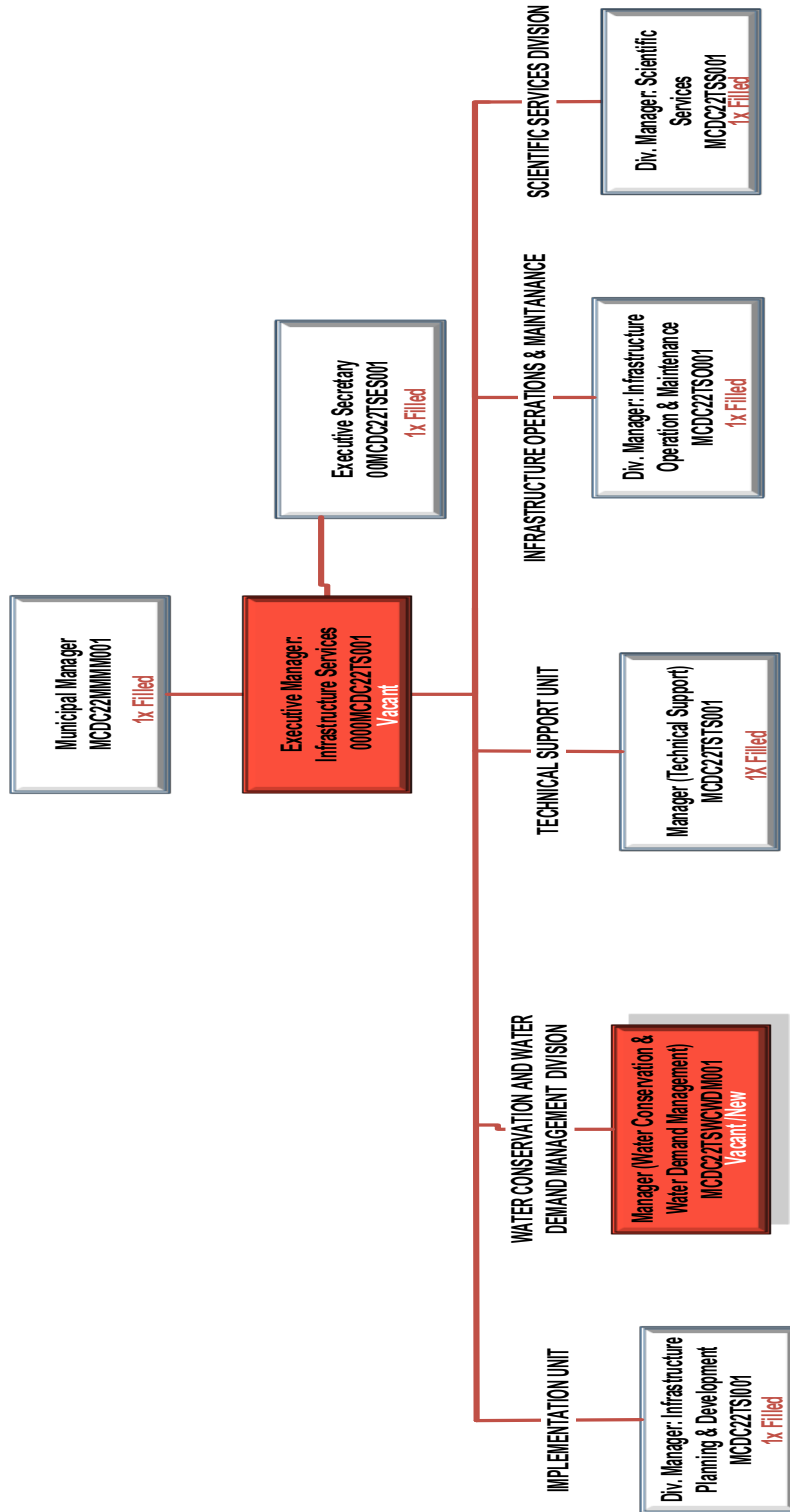 Municipal Manager
MCDC22MMMM001
1x Filled
Executive Manager:
Infrastructure Services
0000MCDC22TS001
Vacant
Executive Secretary
00MCDC22TSES001
1x Filled
IMPLEMENTATION UNIT
WATER CONSERVATION AND WATER
DEMAND MANAGEMENT DIVISION
TECHNICAL SUPPORT UNIT
INFRASTRUCTURE OPERATIONS & MAINTANANCE
SCIENTIFIC SERVICES DIVISION
Div. Manager: Infrastructure
Planning & Development
MCDC22TSI001
1x Filled
Manager (Water Conservation &
Water Demand Management)
MCDC22TSWCWDM001
Vacant/New
Manager (Technical Support)
MCDC22TSTS001
1X Filled
Div. Manager: Infrastructure
Operation & Maintenance
MCDC22TSO001
1x Filled
Div. Manager: Scientific
Services
MCDC22TSS001
1x Filled